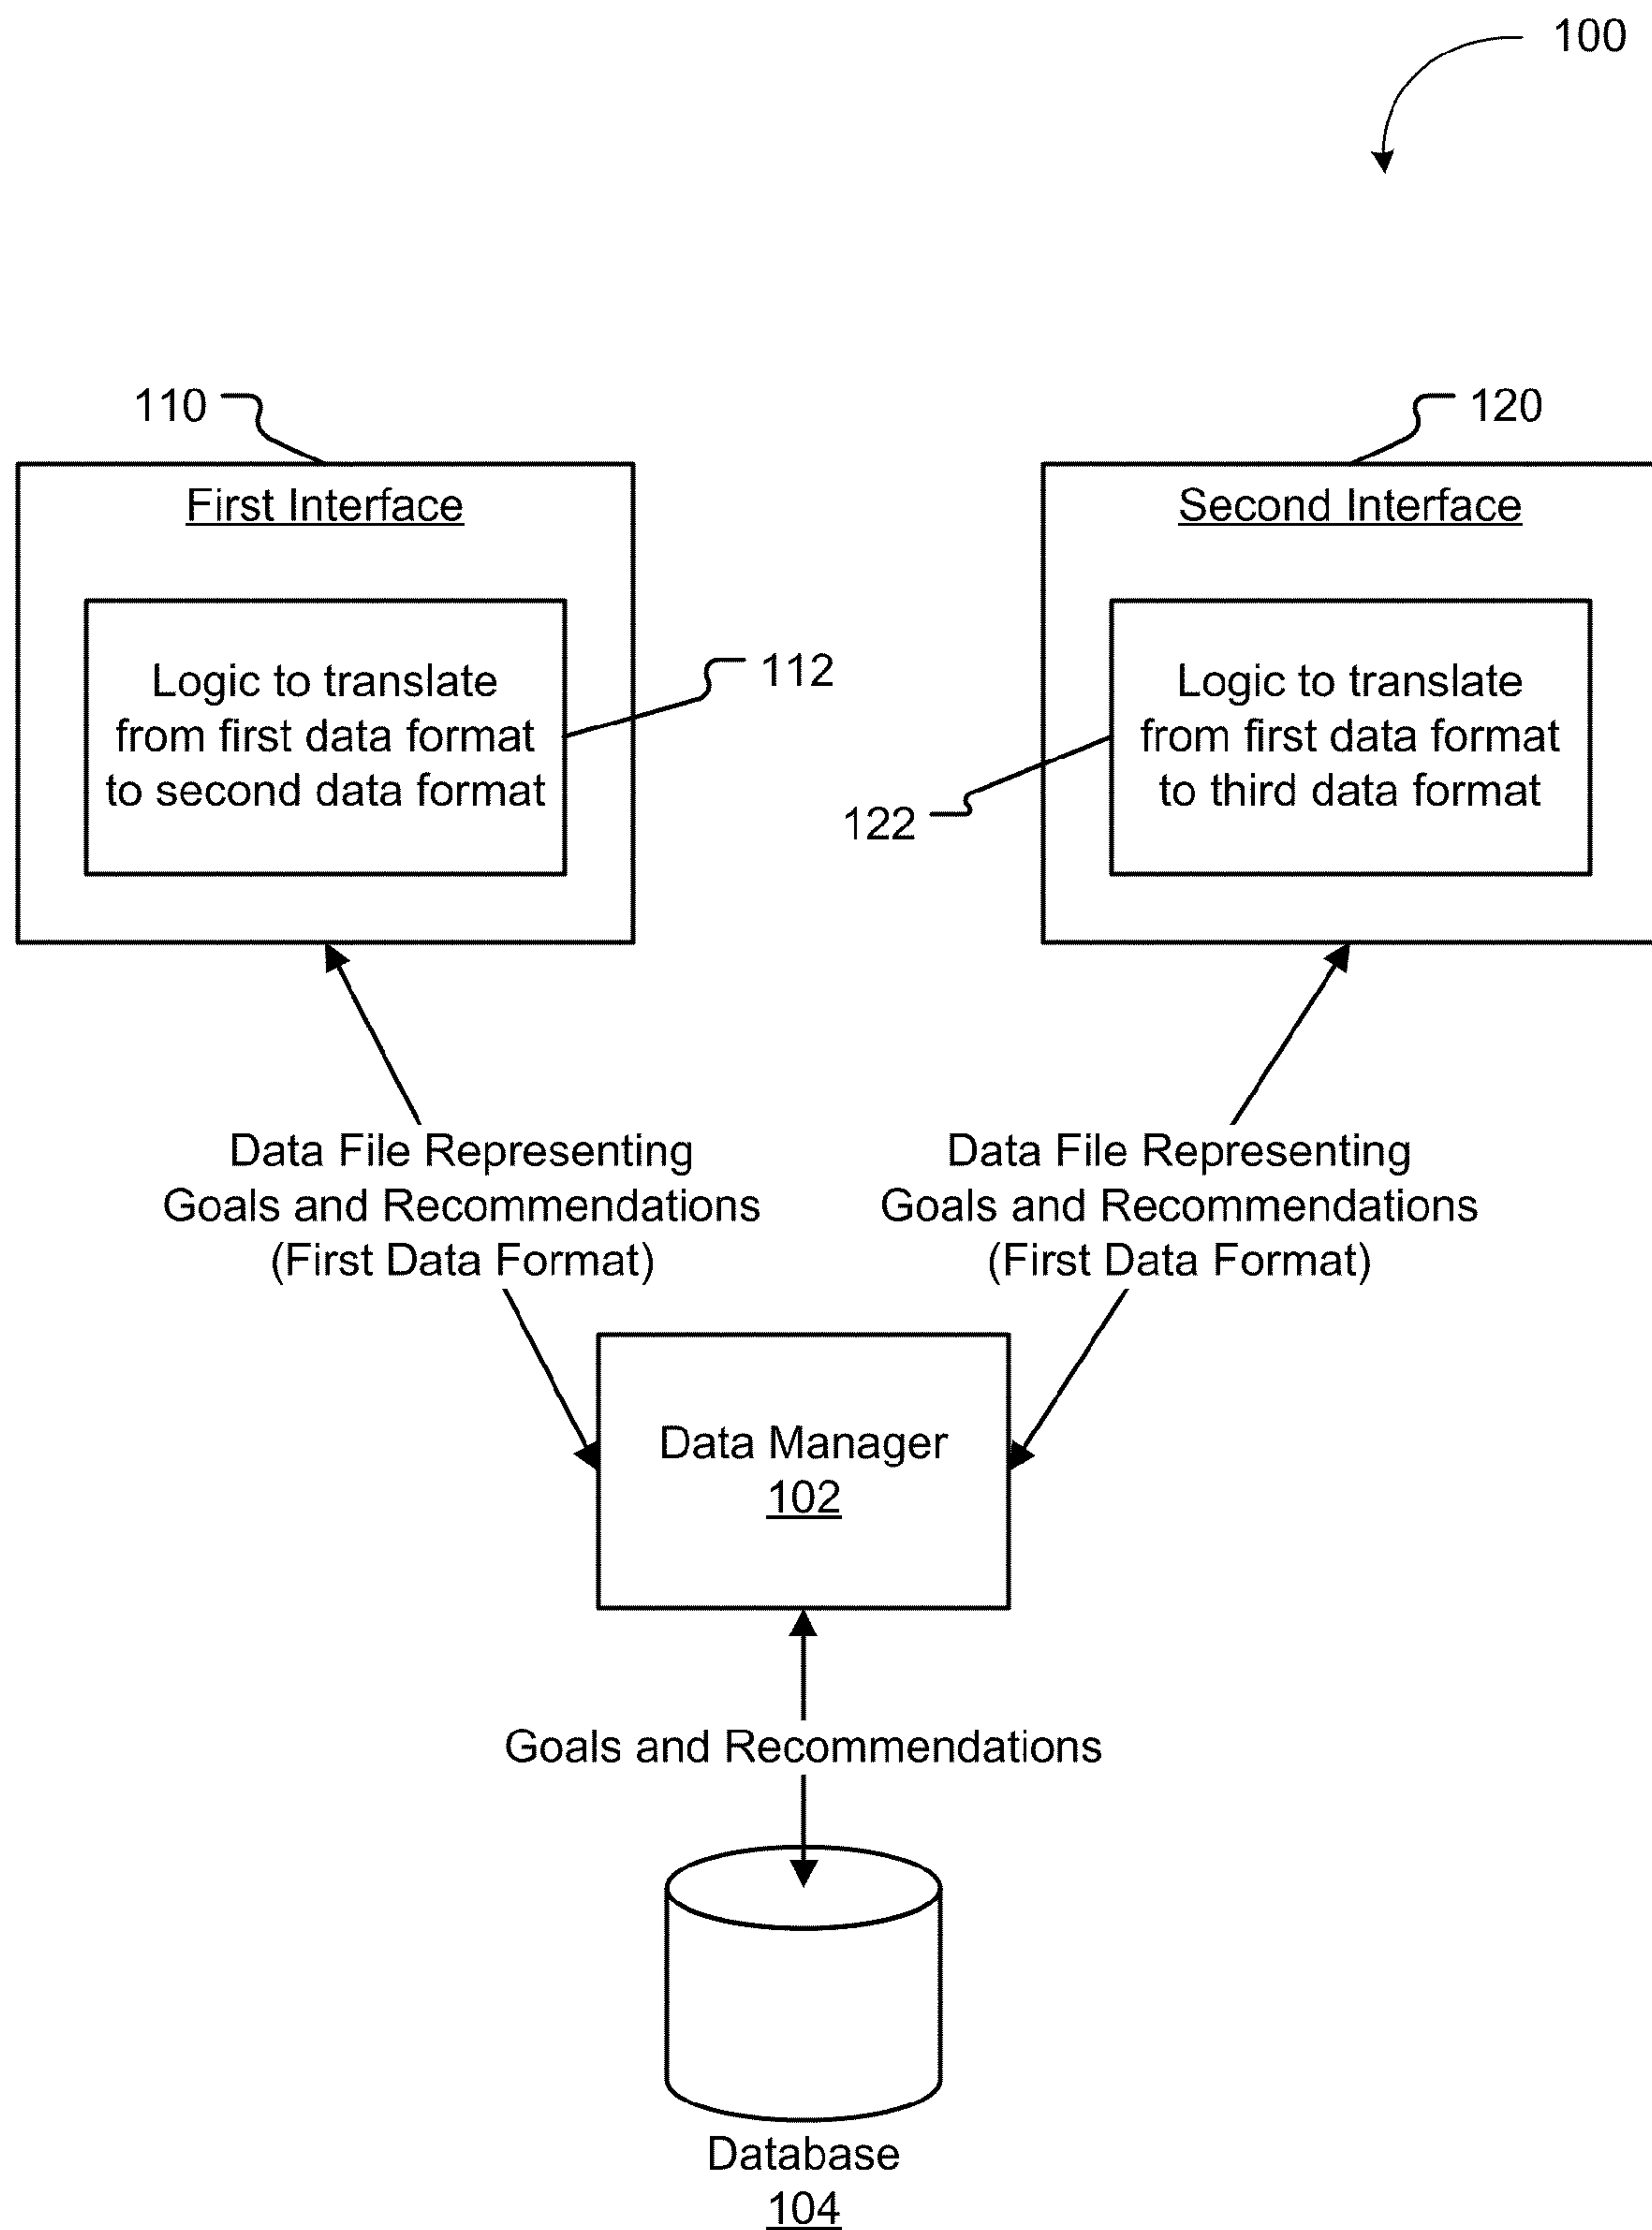 100
110
120
First Interface
Second Interface
Logic to translate
from first data format
to second data format
112
Logic to translate
from first data format
to third data format
122
Data File Representing
Goals and Recommendations
(First Data Format)
Data File Representing
Goals and Recommendations
(First Data Format)
Data Manager
102
Goals and Recommendations
Database
104